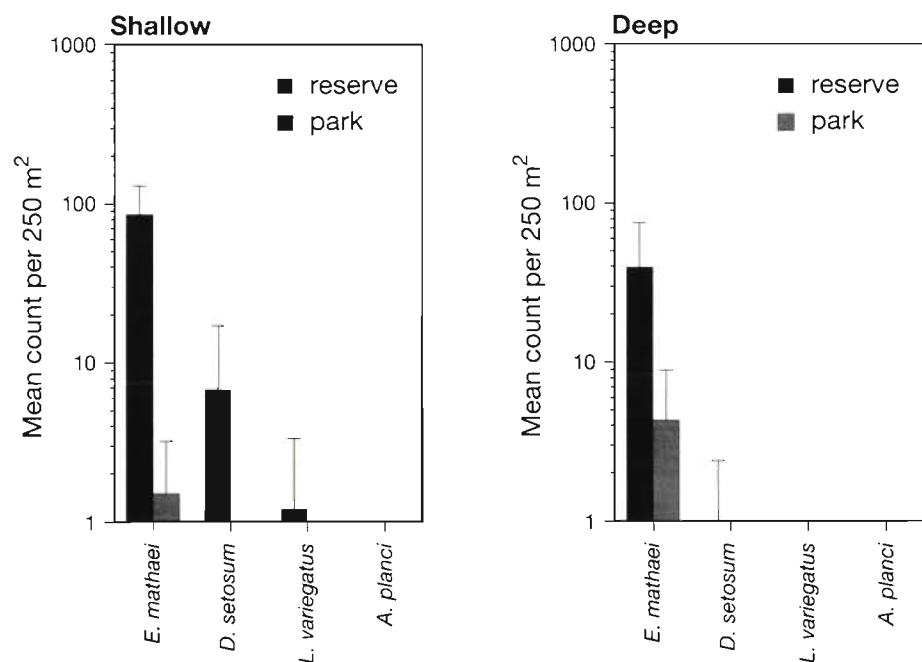 Shallow
1000
100
10
1
Mean count per 250 m²
reserve
park
E. mathaei
D. setosum
L. variegatus
A. planci
Deep
1000
100
10
1
Mean count per 250 m²
reserve
park
E. mathaei
D. setosum
L. variegatus
A. planci